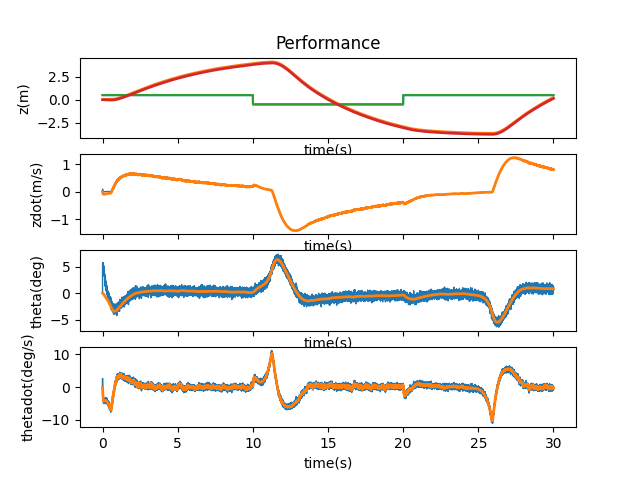 Performance
z(m)
2.5
0.0
−2.5
time(s)
zdot(m/s)
1
0
−1
time(s)
theta(deg)
5
0
−5
time(s)
thetadot(deg/s)
10
0
−10
0 5 10 15 20 25 30
time(s)